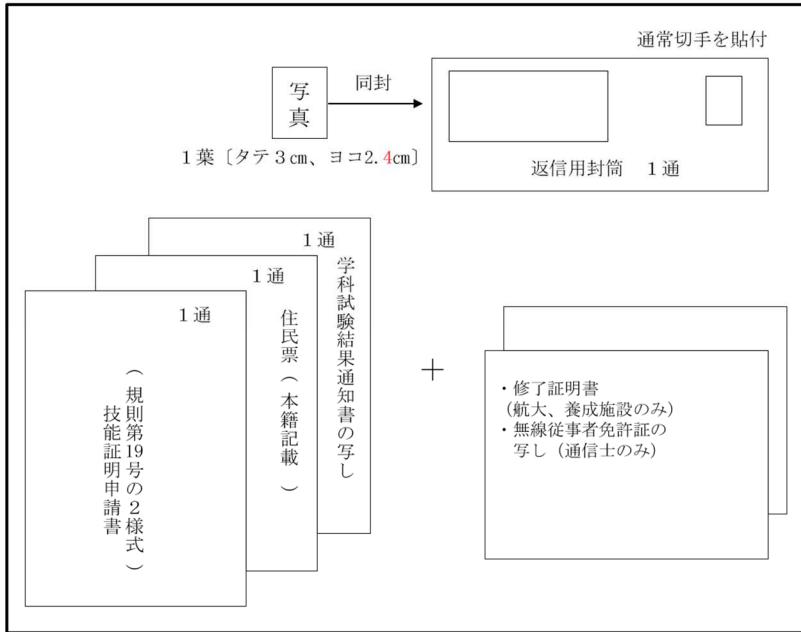 通常切手を貼付
写真
同封
1葉〔タテ3㎝、ヨコ2.4㎝〕
返信用封筒　1通
1通
学科試験結果通知書の写し
1通
住民票（本籍記載）
1通
（規則第19号の2様式）
技能証明申請書
＋
・修了証明書
（航大、養成施設のみ）
・無線従事者免許証の
写し（通信士のみ）